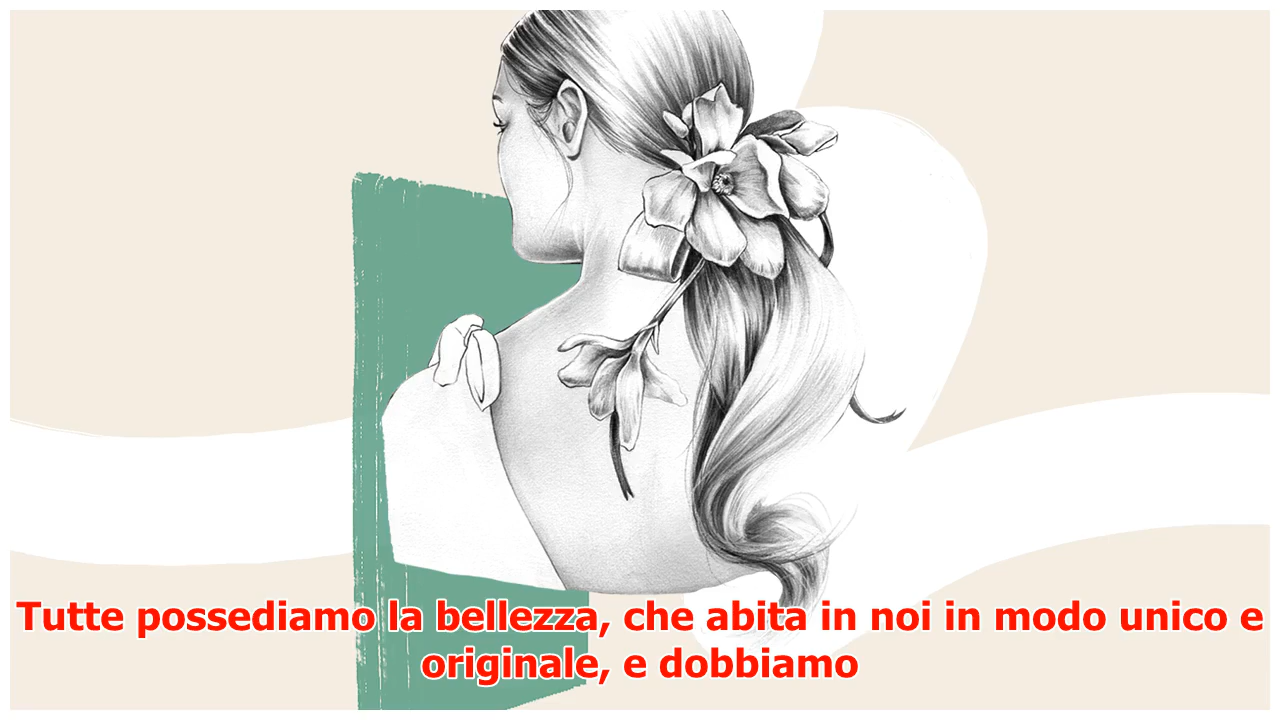 Tutte possediamo la bellezza, che abita in noi in modo unico e
originale, e dobbiamo